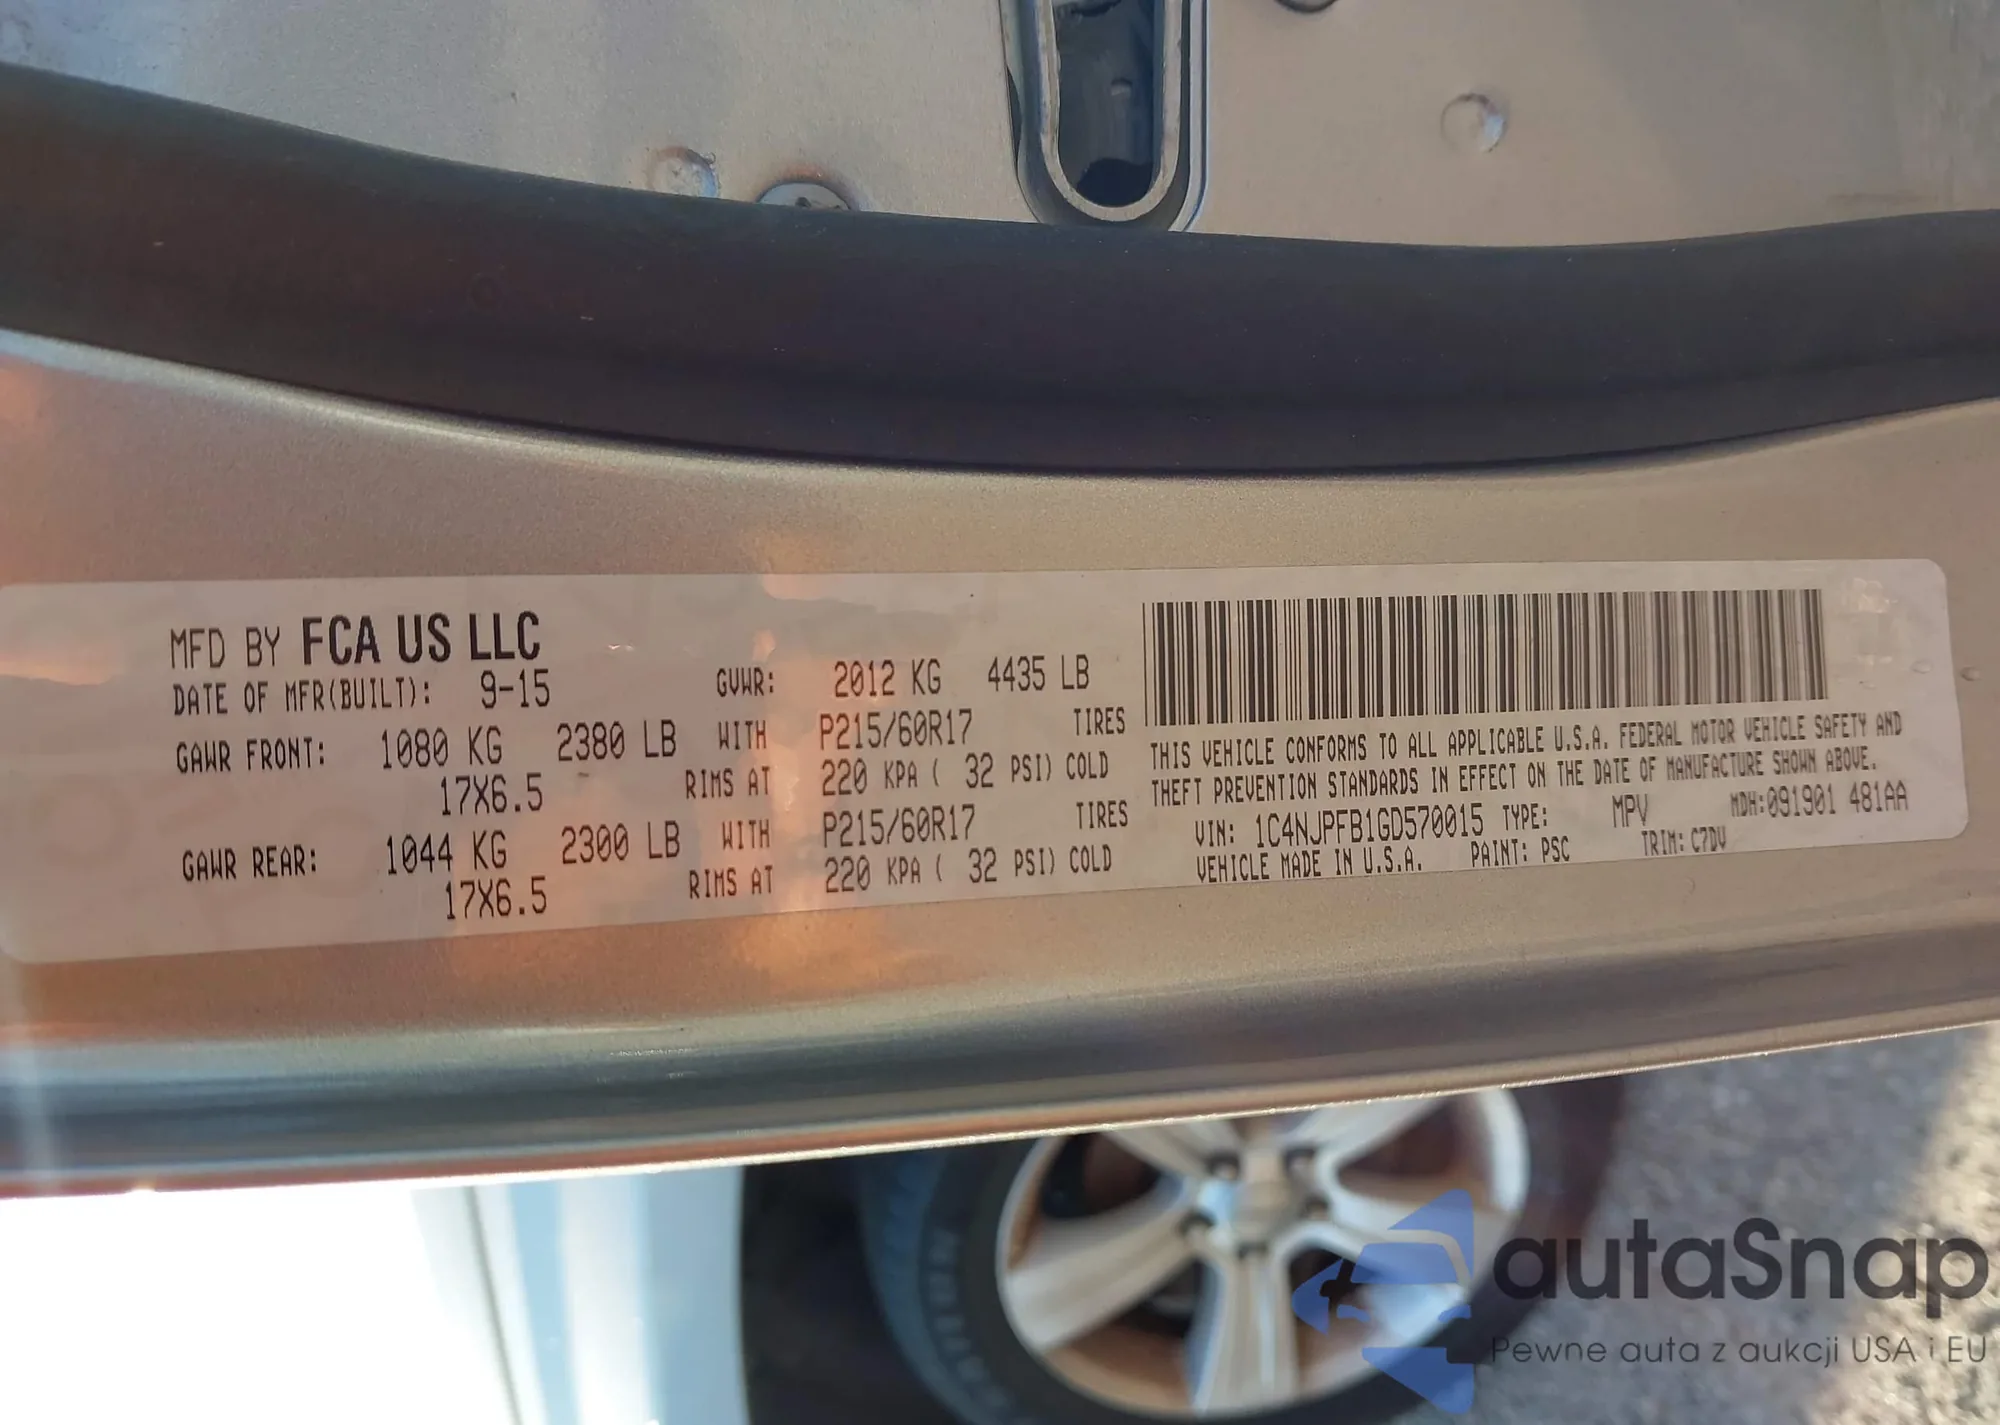 MFD BY FCA US LLC
DATE OF MFR(BUILT): 9-15 GVWR: 2012 KG 4435 LB
GAWR FRONT: 1080 KG 2380 LB WITH P215/60R17 TIRES
17X6.5 RIMS AT 220 KPA ( 32 PSI) COLD
GAWR REAR: 1044 KG 2300 LB WITH P215/60R17 TIRES
17X6.5 RIMS AT 220 KPA ( 32 PSI) COLD
THIS VEHICLE CONFORMS TO ALL APPLICABLE U.S.A. FEDERAL MOTOR VEHICLE SAFETY AND
THEFT PREVENTION STANDARDS IN EFFECT ON THE DATE OF MANUFACTURE SHOWN ABOVE.
VIN: 1C4NJPFB1GD570015 TYPE: MPV MDH:091901 481AA
VEHICLE MADE IN U.S.A. PAINT: PSC TRIM: C7DV
autaSnap
Pewne auta z aukcji USA i EU